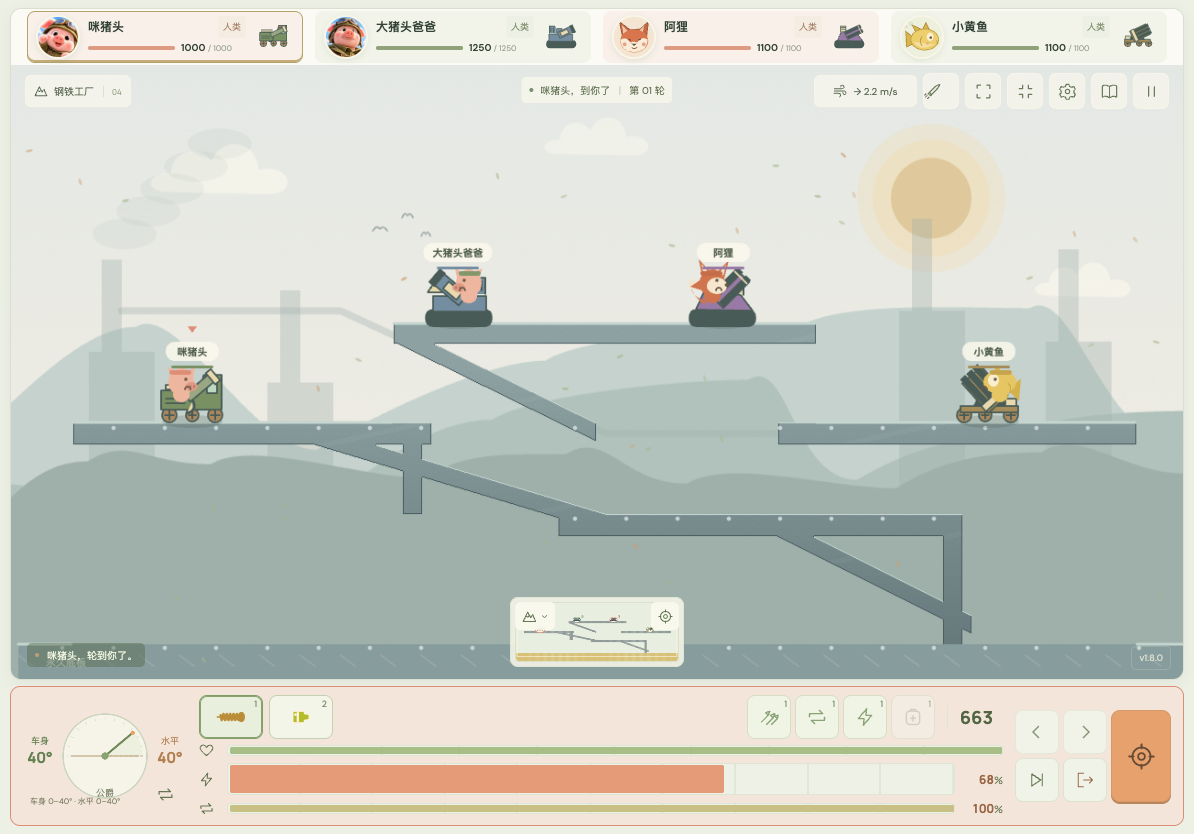 咪猪头 人类
1000 / 1000
大猪头爸爸 人类
1250 / 1250
阿狸 人类
1100 / 1100
小黄鱼 人类
1100 / 1100
钢铁工厂 04
咪猪头，到你了 第 01 轮
→ 2.2 m/s
大猪头爸爸
阿狸
咪猪头
小黄鱼
咪猪头，轮到你了。
v1.8.0
1
2
1
1
1
1
663
车身
40°
水平
40°
公爵
车身 0–40° · 水平 0–40°
68%
100%